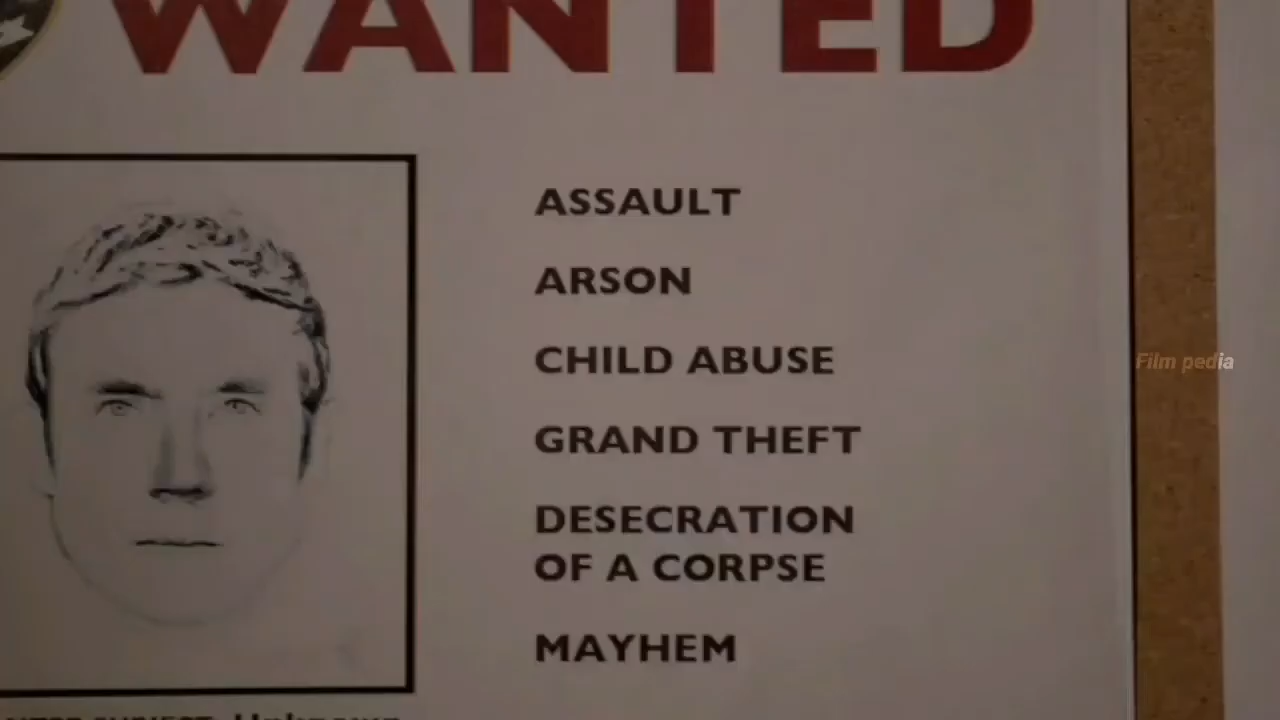 WANTED
ASSAULT
ARSON
CHILD ABUSE
GRAND THEFT
Film pedia
DESECRATION
OF A CORPSE
MAYHEM